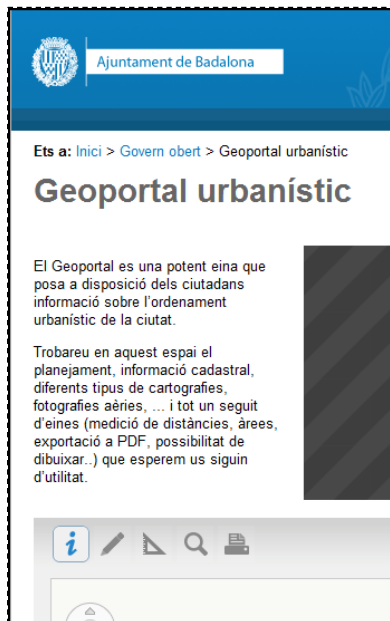 Ajuntament de Badalona
Ets a: Inici > Govern obert > Geoportal urbanístic
Geoportal urbanístic
El Geoportal es una potent eina que
posa a disposició dels ciutadans
informació sobre l'ordenament
urbanístic de la ciutat.
Trobareu en aquest espai el
planejament, informació cadastral,
diferents tipus de cartografies,
fotografies aèries, ... i tot un seguit
d'eines (medició de distàncies, àrees,
exportació a PDF, possibilitat de
dibuixar..) que esperem us siguin
d'utilitat.